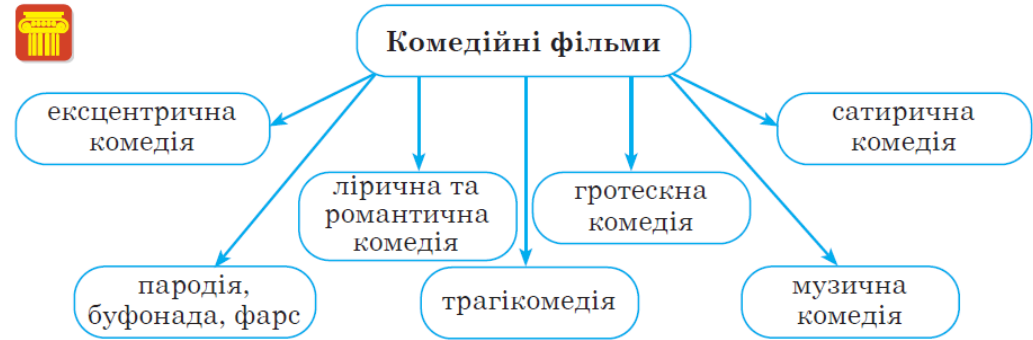 Комедійні фільми
ексцентрична
комедія
сатирична
комедія
лірична та
романтична
комедія
гротескна
комедія
пародія,
буфонада, фарс
трагікомедія
музична
комедія